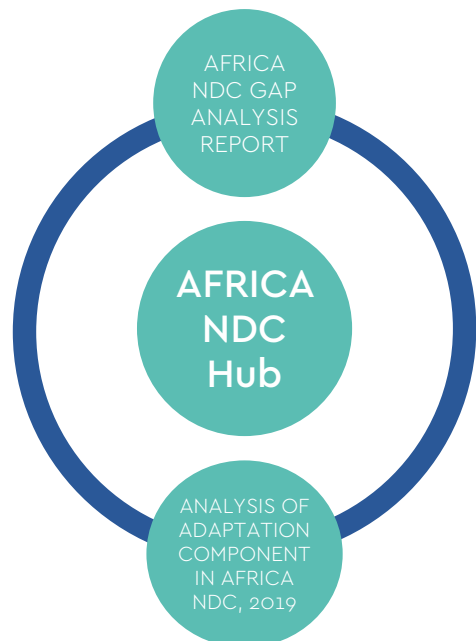 AFRICA
NDC GAP
ANALYSIS
REPORT
AFRICA
NDC
Hub
ANALYSIS OF
ADAPTATION
COMPONENT
IN AFRICA
NDC, 2019